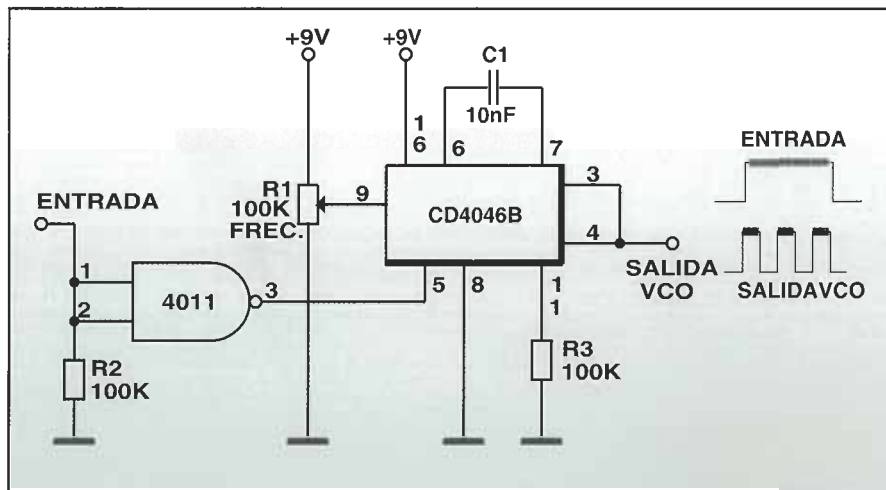 +9V
+9V
C1
10nF
1
6
6
7
ENTRADA
R1
100K
FREC.
9
CD4046B
3
4
ENTRADA
1
2
4011
3
5
8
1
1
SALIDA
VCO
SALIDAVCO
R2
100K
R3
100K